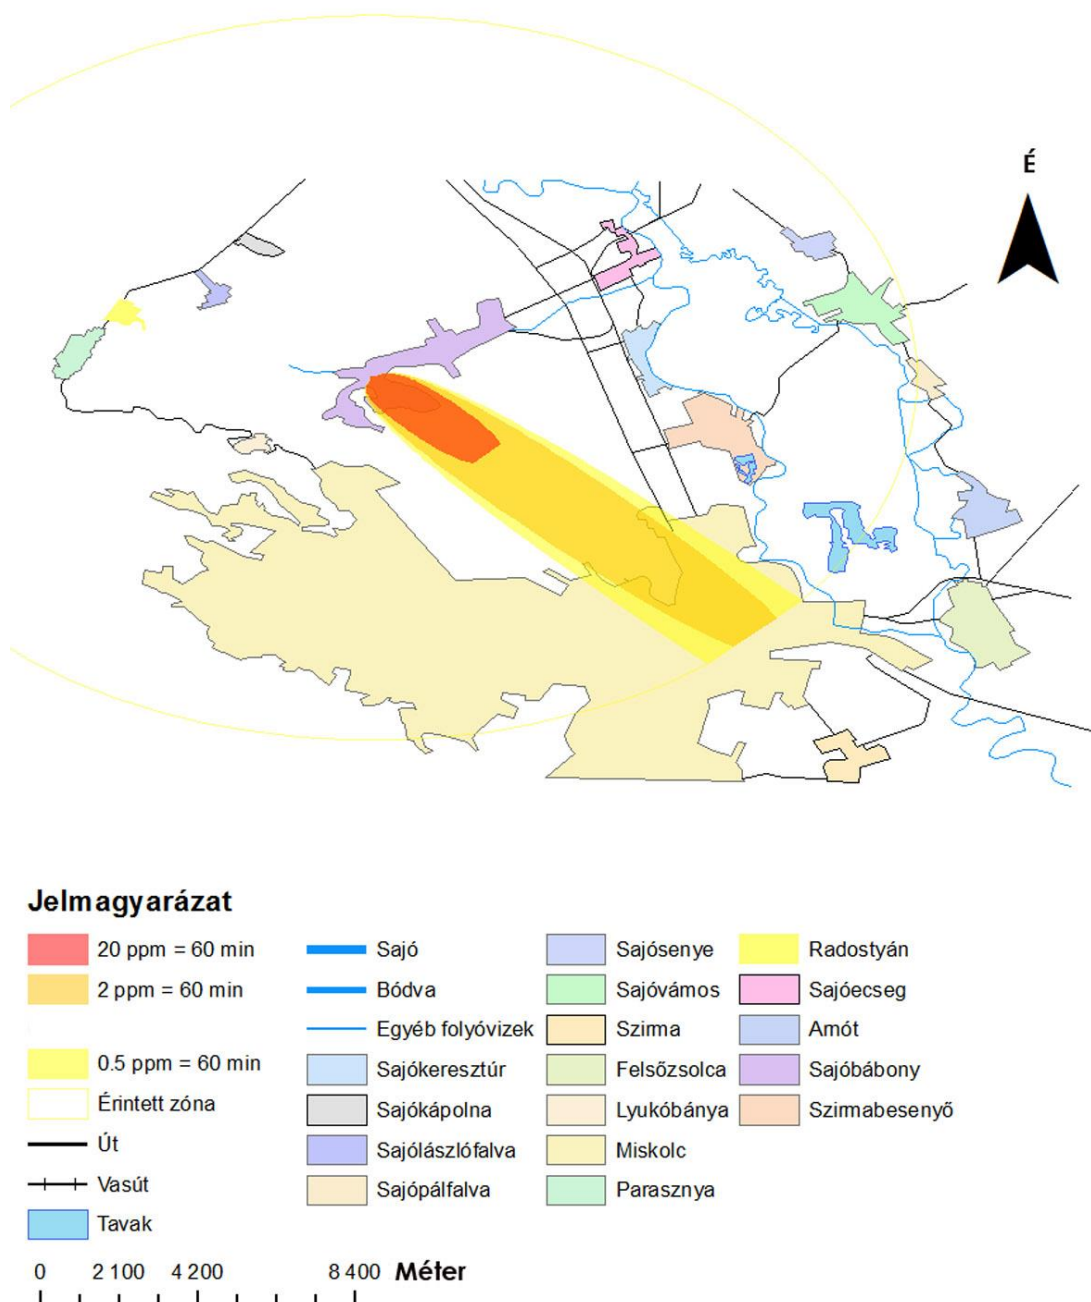 É
Jelmagyarázat
20 ppm = 60 min
2 ppm = 60 min
0.5 ppm = 60 min
Érintett zóna
Út
Vasút
Tavak
Sajó
Bódva
Egyéb folyóvizek
Sajókeresztúr
Sajókápolna
Sajólászlófalva
Sajópálfalva
Sajósenye
Sajóvámos
Szirma
Felsőzsolca
Lyukóbánya
Miskolc
Parasznya
Radostyán
Sajóecseg
Arnót
Sajóbábony
Szirmabesenyő
0 2 100 4 200 8 400 Méter